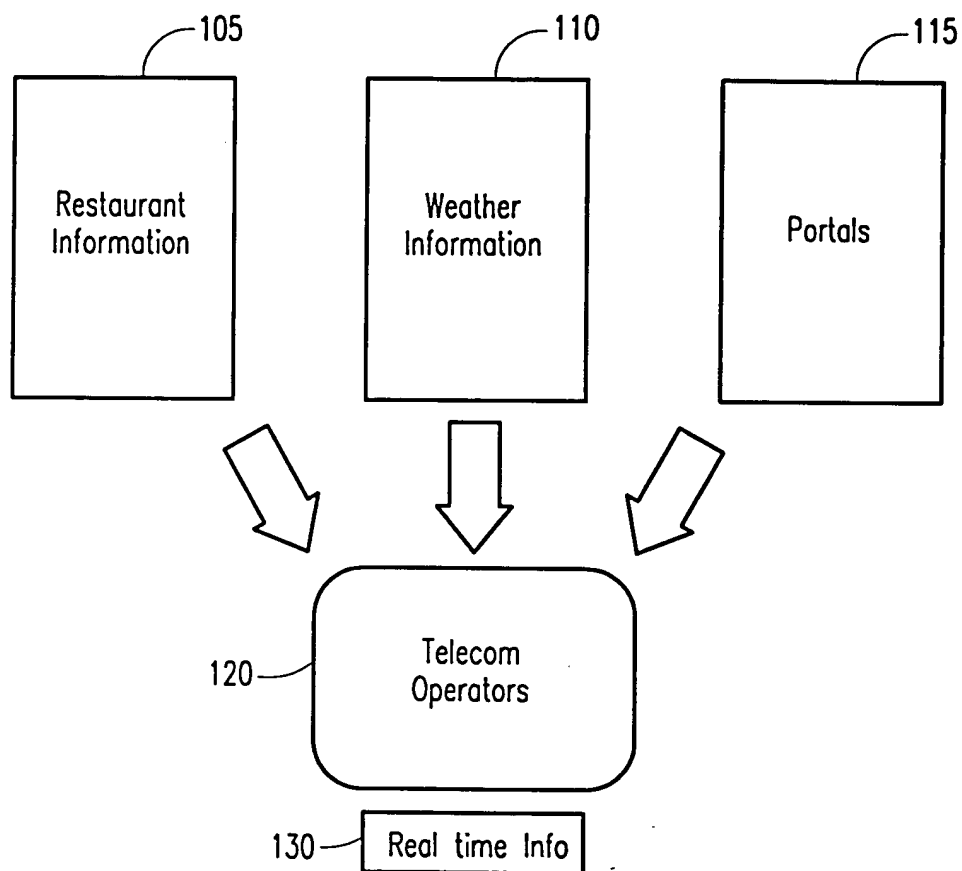 105
110
115
Restaurant
Information
Weather
Information
Portals
120
Telecom
Operators
130
Real time Info